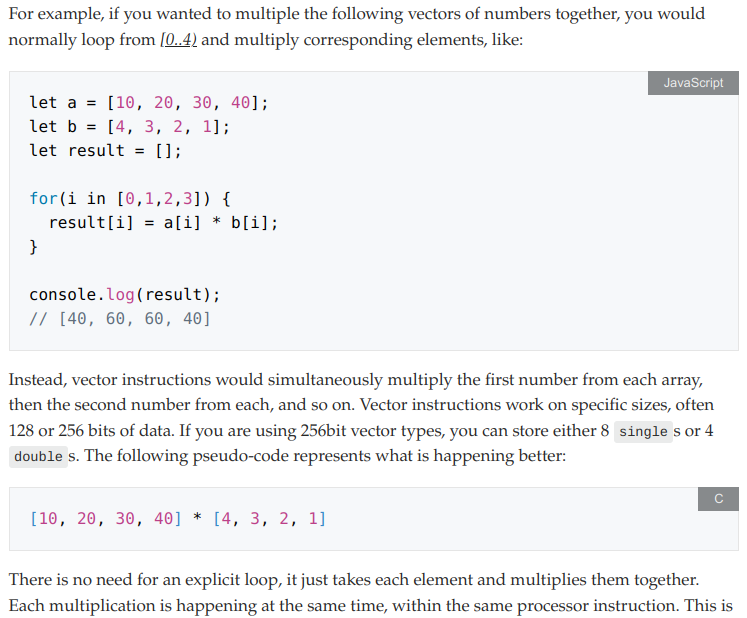 For example, if you wanted to multiple the following vectors of numbers together, you would
normally loop from [0..4) and multiply corresponding elements, like:
JavaScript
let a = [10, 20, 30, 40];
let b = [4, 3, 2, 1];
let result = [];
for(i in [0,1,2,3]) {
  result[i] = a[i] * b[i];
}
console.log(result);
// [40, 60, 60, 40]
Instead, vector instructions would simultaneously multiply the first number from each array,
then the second number from each, and so on. Vector instructions work on specific sizes, often
128 or 256 bits of data. If you are using 256bit vector types, you can store either 8 single s or 4
double s. The following pseudo-code represents what is happening better:
C
[10, 20, 30, 40] * [4, 3, 2, 1]
There is no need for an explicit loop, it just takes each element and multiplies them together.
Each multiplication is happening at the same time, within the same processor instruction. This is